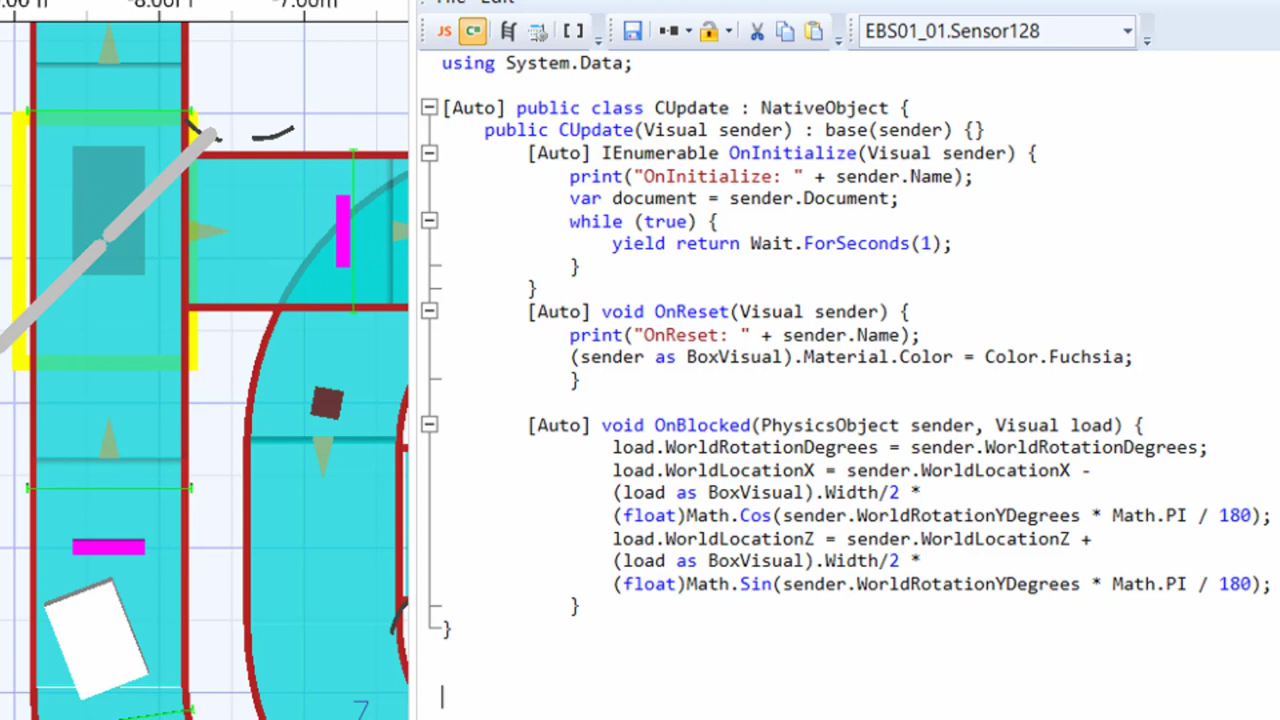 -7.00m
JS C# [ ] EBS01_01.Sensor128
using System.Data;
[Auto] public class CUpdate : NativeObject {
public CUpdate(Visual sender) : base(sender) {}
[Auto] IEnumerable OnInitialize(Visual sender) {
print("OnInitialize: " + sender.Name);
var document = sender.Document;
while (true) {
yield return Wait.ForSeconds(1);
}
}
[Auto] void OnReset(Visual sender) {
print("OnReset: " + sender.Name);
(sender as BoxVisual).Material.Color = Color.Fuchsia;
}
[Auto] void OnBlocked(PhysicsObject sender, Visual load) {
load.WorldRotationDegrees = sender.WorldRotationDegrees;
load.WorldLocationX = sender.WorldLocationX -
(load as BoxVisual).Width/2 *
(float)Math.Cos(sender.WorldRotationYDegrees * Math.PI / 180);
load.WorldLocationZ = sender.WorldLocationZ +
(load as BoxVisual).Width/2 *
(float)Math.Sin(sender.WorldRotationYDegrees * Math.PI / 180);
}
}
Z